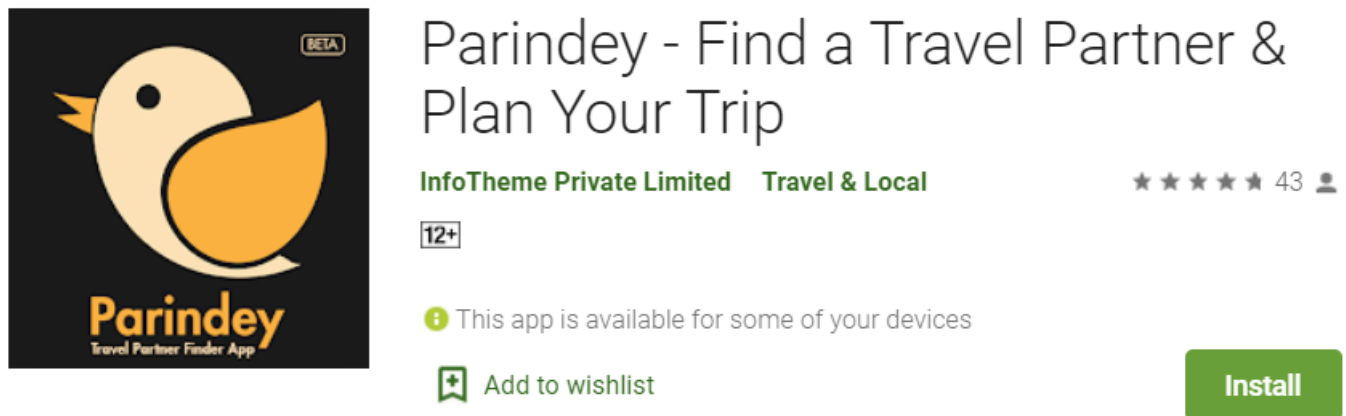 BETA
Parindey
Travel Partner Finder App
Parindey - Find a Travel Partner &
Plan Your Trip
InfoTheme Private Limited Travel & Local 43
12+
This app is available for some of your devices
Add to wishlist Install